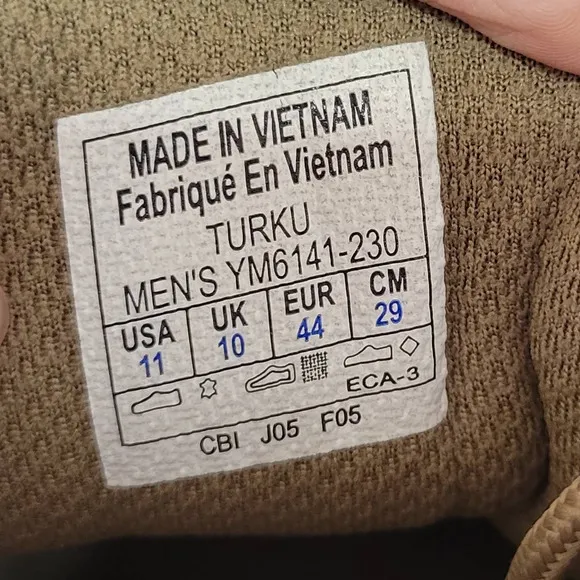 MADE IN VIETNAM
Fabriqué En Vietnam
TURKU
MEN'S YM6141-230
USA UK EUR CM
11 10 44 29
ECA-3
CBI J05 F05